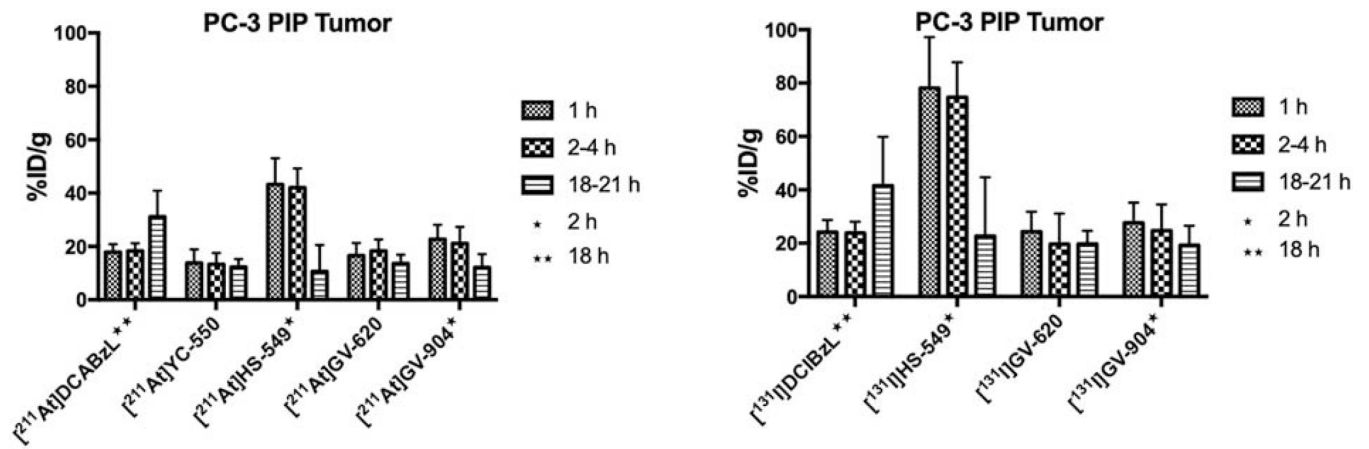 PC-3 PIP Tumor
%ID/g
100
80
60
40
20
0
[²¹¹At]DCABzL**
[²¹¹At]YC-550
[²¹¹At]HS-549*
[²¹¹At]GV-620
[²¹¹At]GV-904*
1 h
2-4 h
18-21 h
★ 2 h
★★ 18 h
PC-3 PIP Tumor
%ID/g
100
80
60
40
20
0
[¹³¹I]DCIBzL**
[¹³¹I]HS-549*
[¹³¹I]GV-620
[¹³¹I]GV-904*
1 h
2-4 h
18-21 h
★ 2 h
★★ 18 h